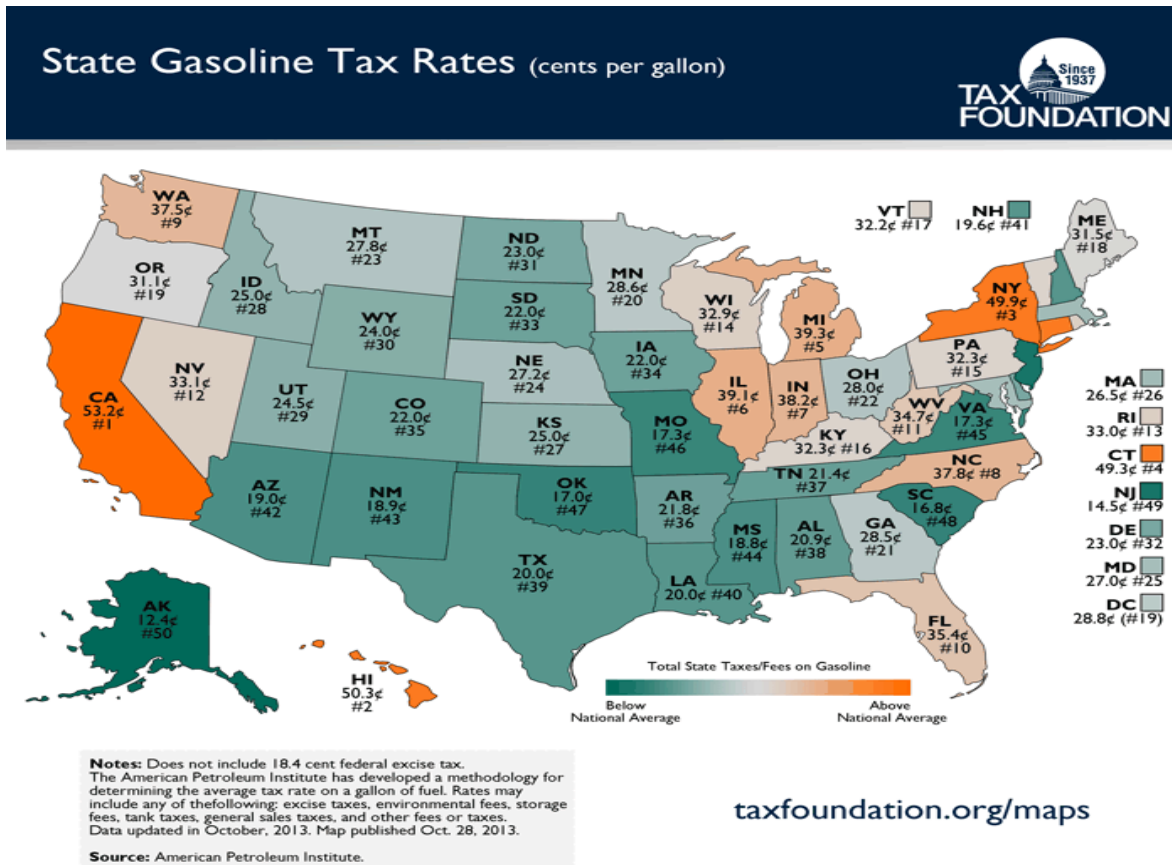 State Gasoline Tax Rates (cents per gallon)
Since
1937
TAX
FOUNDATION
WA
37.5¢
#9
OR
31.1¢
#19
CA
53.2¢
#1
NV
33.1¢
#12
ID
25.0¢
#28
MT
27.8¢
#23
WY
24.0¢
#30
UT
24.5¢
#29
CO
22.0¢
#35
AZ
19.0¢
#42
NM
18.9¢
#43
ND
23.0¢
#31
SD
22.0¢
#33
NE
27.2¢
#24
KS
25.0¢
#27
OK
17.0¢
#47
TX
20.0¢
#39
MN
28.6¢
#20
IA
22.0¢
#34
MO
17.3¢
#46
AR
21.8¢
#36
LA
20.0¢ #40
WI
32.9¢
#14
IL
39.1¢
#6
MI
39.3¢
#5
IN
38.2¢
#7
OH
28.0¢
#22
KY
32.3¢ #16
TN 21.4¢
#37
MS
18.8¢
#44
AL
20.9¢
#38
GA
28.5¢
#21
FL
35.4¢
#10
SC
16.8¢
#48
NC
37.8¢ #8
VA
17.3¢
#45
WV
34.7¢
#11
PA
32.3¢
#15
NY
49.9¢
#3
VT
32.2¢ #17
NH
19.6¢ #41
ME
31.5¢
#18
MA
26.5¢ #26
RI
33.0¢ #13
CT
49.3¢ #4
NJ
14.5¢ #49
DE
23.0¢ #32
MD
27.0¢ #25
DC
28.8¢ (#19)
AK
12.4¢
#50
HI
50.3¢
#2
Total State Taxes/Fees on Gasoline
Below
National Average
Above
National Average
Notes: Does not include 18.4 cent federal excise tax.
The American Petroleum Institute has developed a methodology for
determining the average tax rate on a gallon of fuel. Rates may
include any of thefollowing: excise taxes, environmental fees, storage
fees, tank taxes, general sales taxes, and other fees or taxes.
Data updated in October, 2013. Map published Oct. 28, 2013.
Source: American Petroleum Institute.
taxfoundation.org/maps